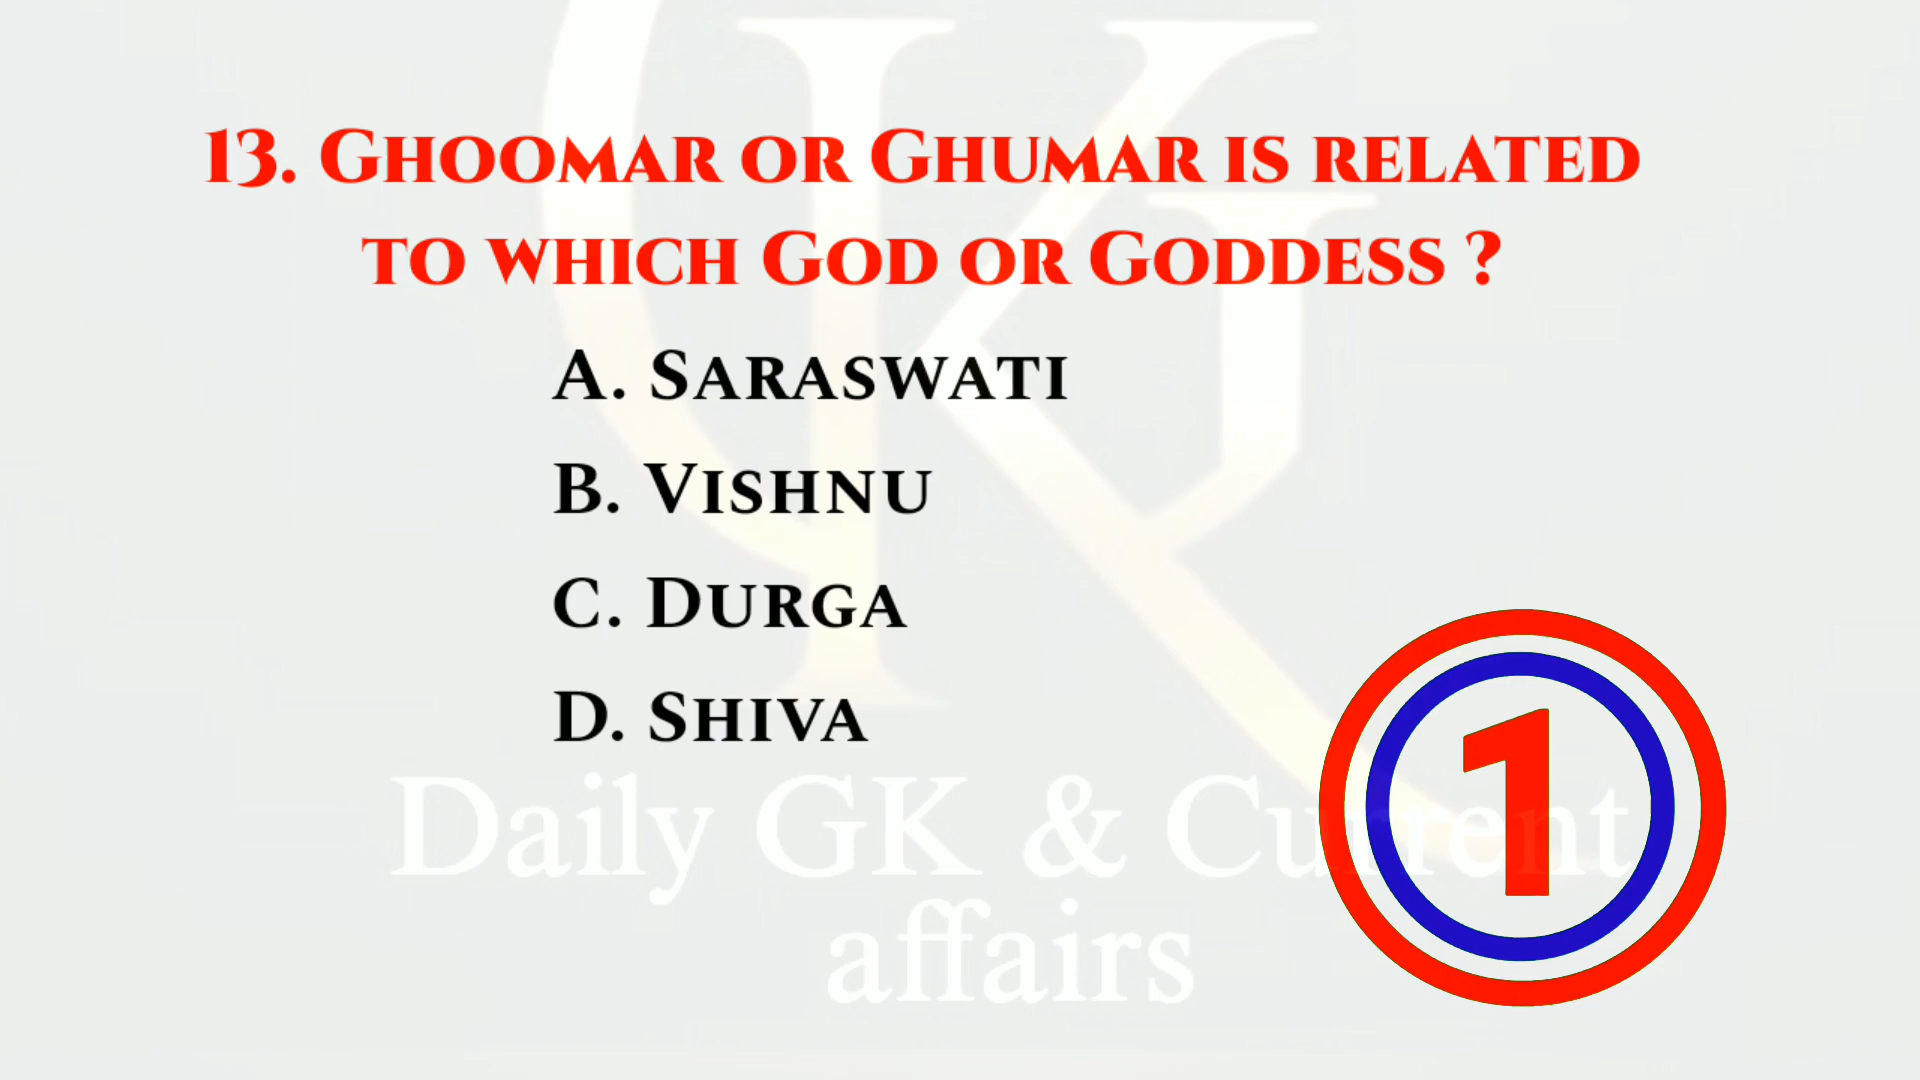 13. Ghoomar or Ghumar is related
to which God or Goddess ?
A. Saraswati
B. Vishnu
C. Durga
D. Shiva
1
Daily GK & Current
affairs